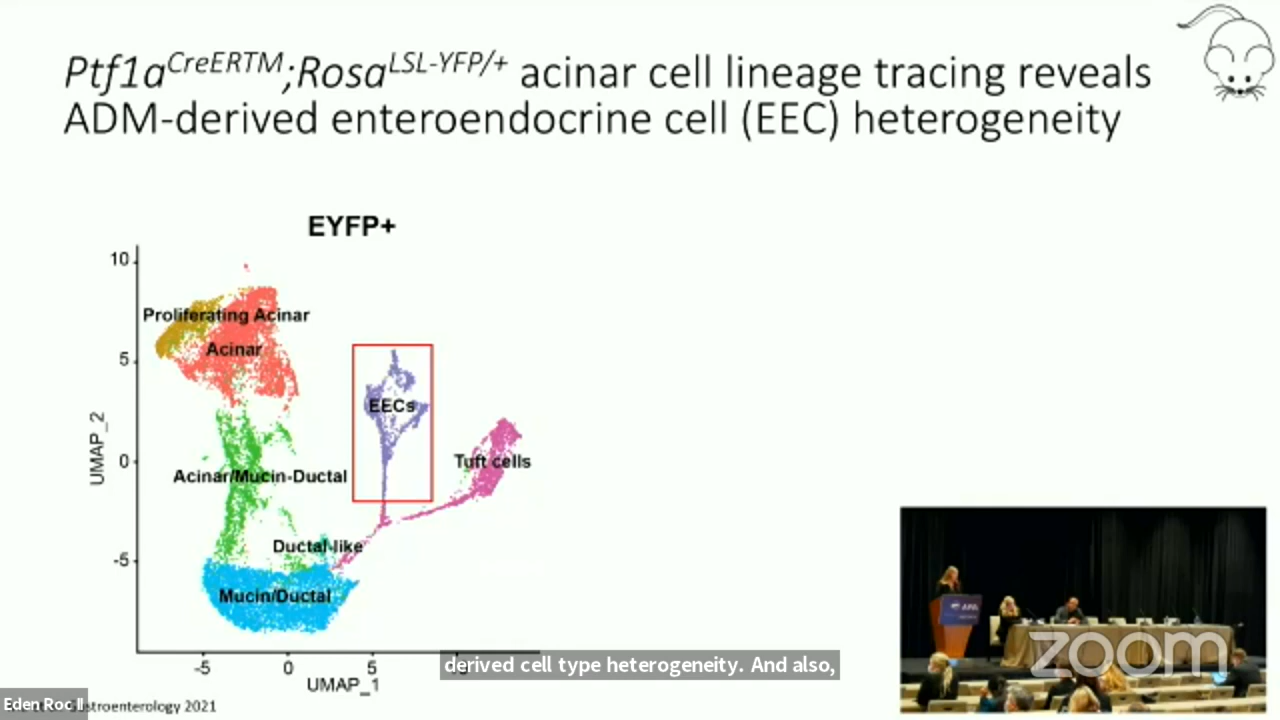 Ptf1aCreERTM;RosaLSL-YFP/+ acinar cell lineage tracing reveals
ADM-derived enteroendocrine cell (EEC) heterogeneity
EYFP+
10
Proliferating Acinar
Acinar
5
EECs
UMAP_2
0
Tuft cells
Acinar/Mucin-Ductal
Ductal-like
-5
Mucin/Ductal
-5
0
5
UMAP_1
derived cell type heterogeneity. And also,
zoom
Eden Roc II
stroenterology 2021